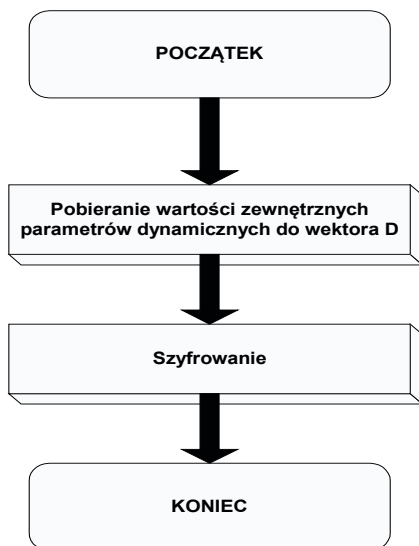 POCZĄTEK
Pobieranie wartości zewnętrznych
parametrów dynamicznych do wektora D
Szyfrowanie
KONIEC